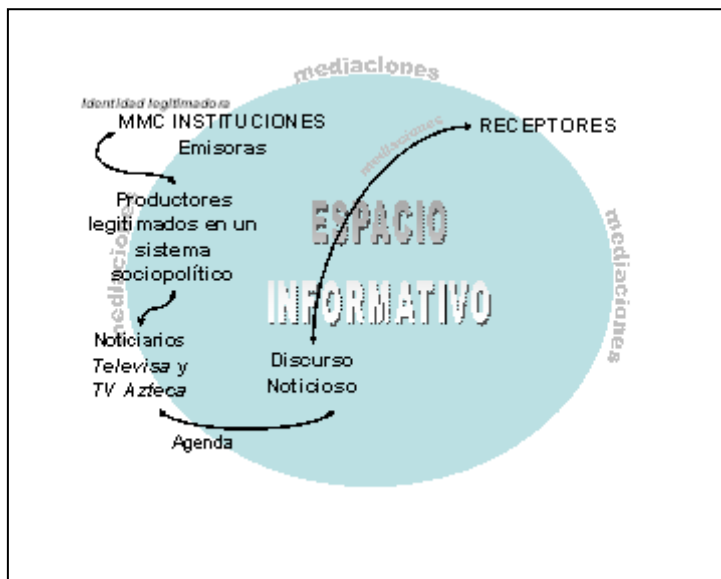 mediaciones
Identidad legitimadora
MMC INSTITUCIONES
Emisoras
RECEPTORES
mediaciones
Productores
legitimados en un
sistema
sociopolítico
mediaciones
ESPACIO
INFORMATIVO
mediaciones
Noticiarios
Televisa y
TV Azteca
Discurso
Noticioso
Agenda